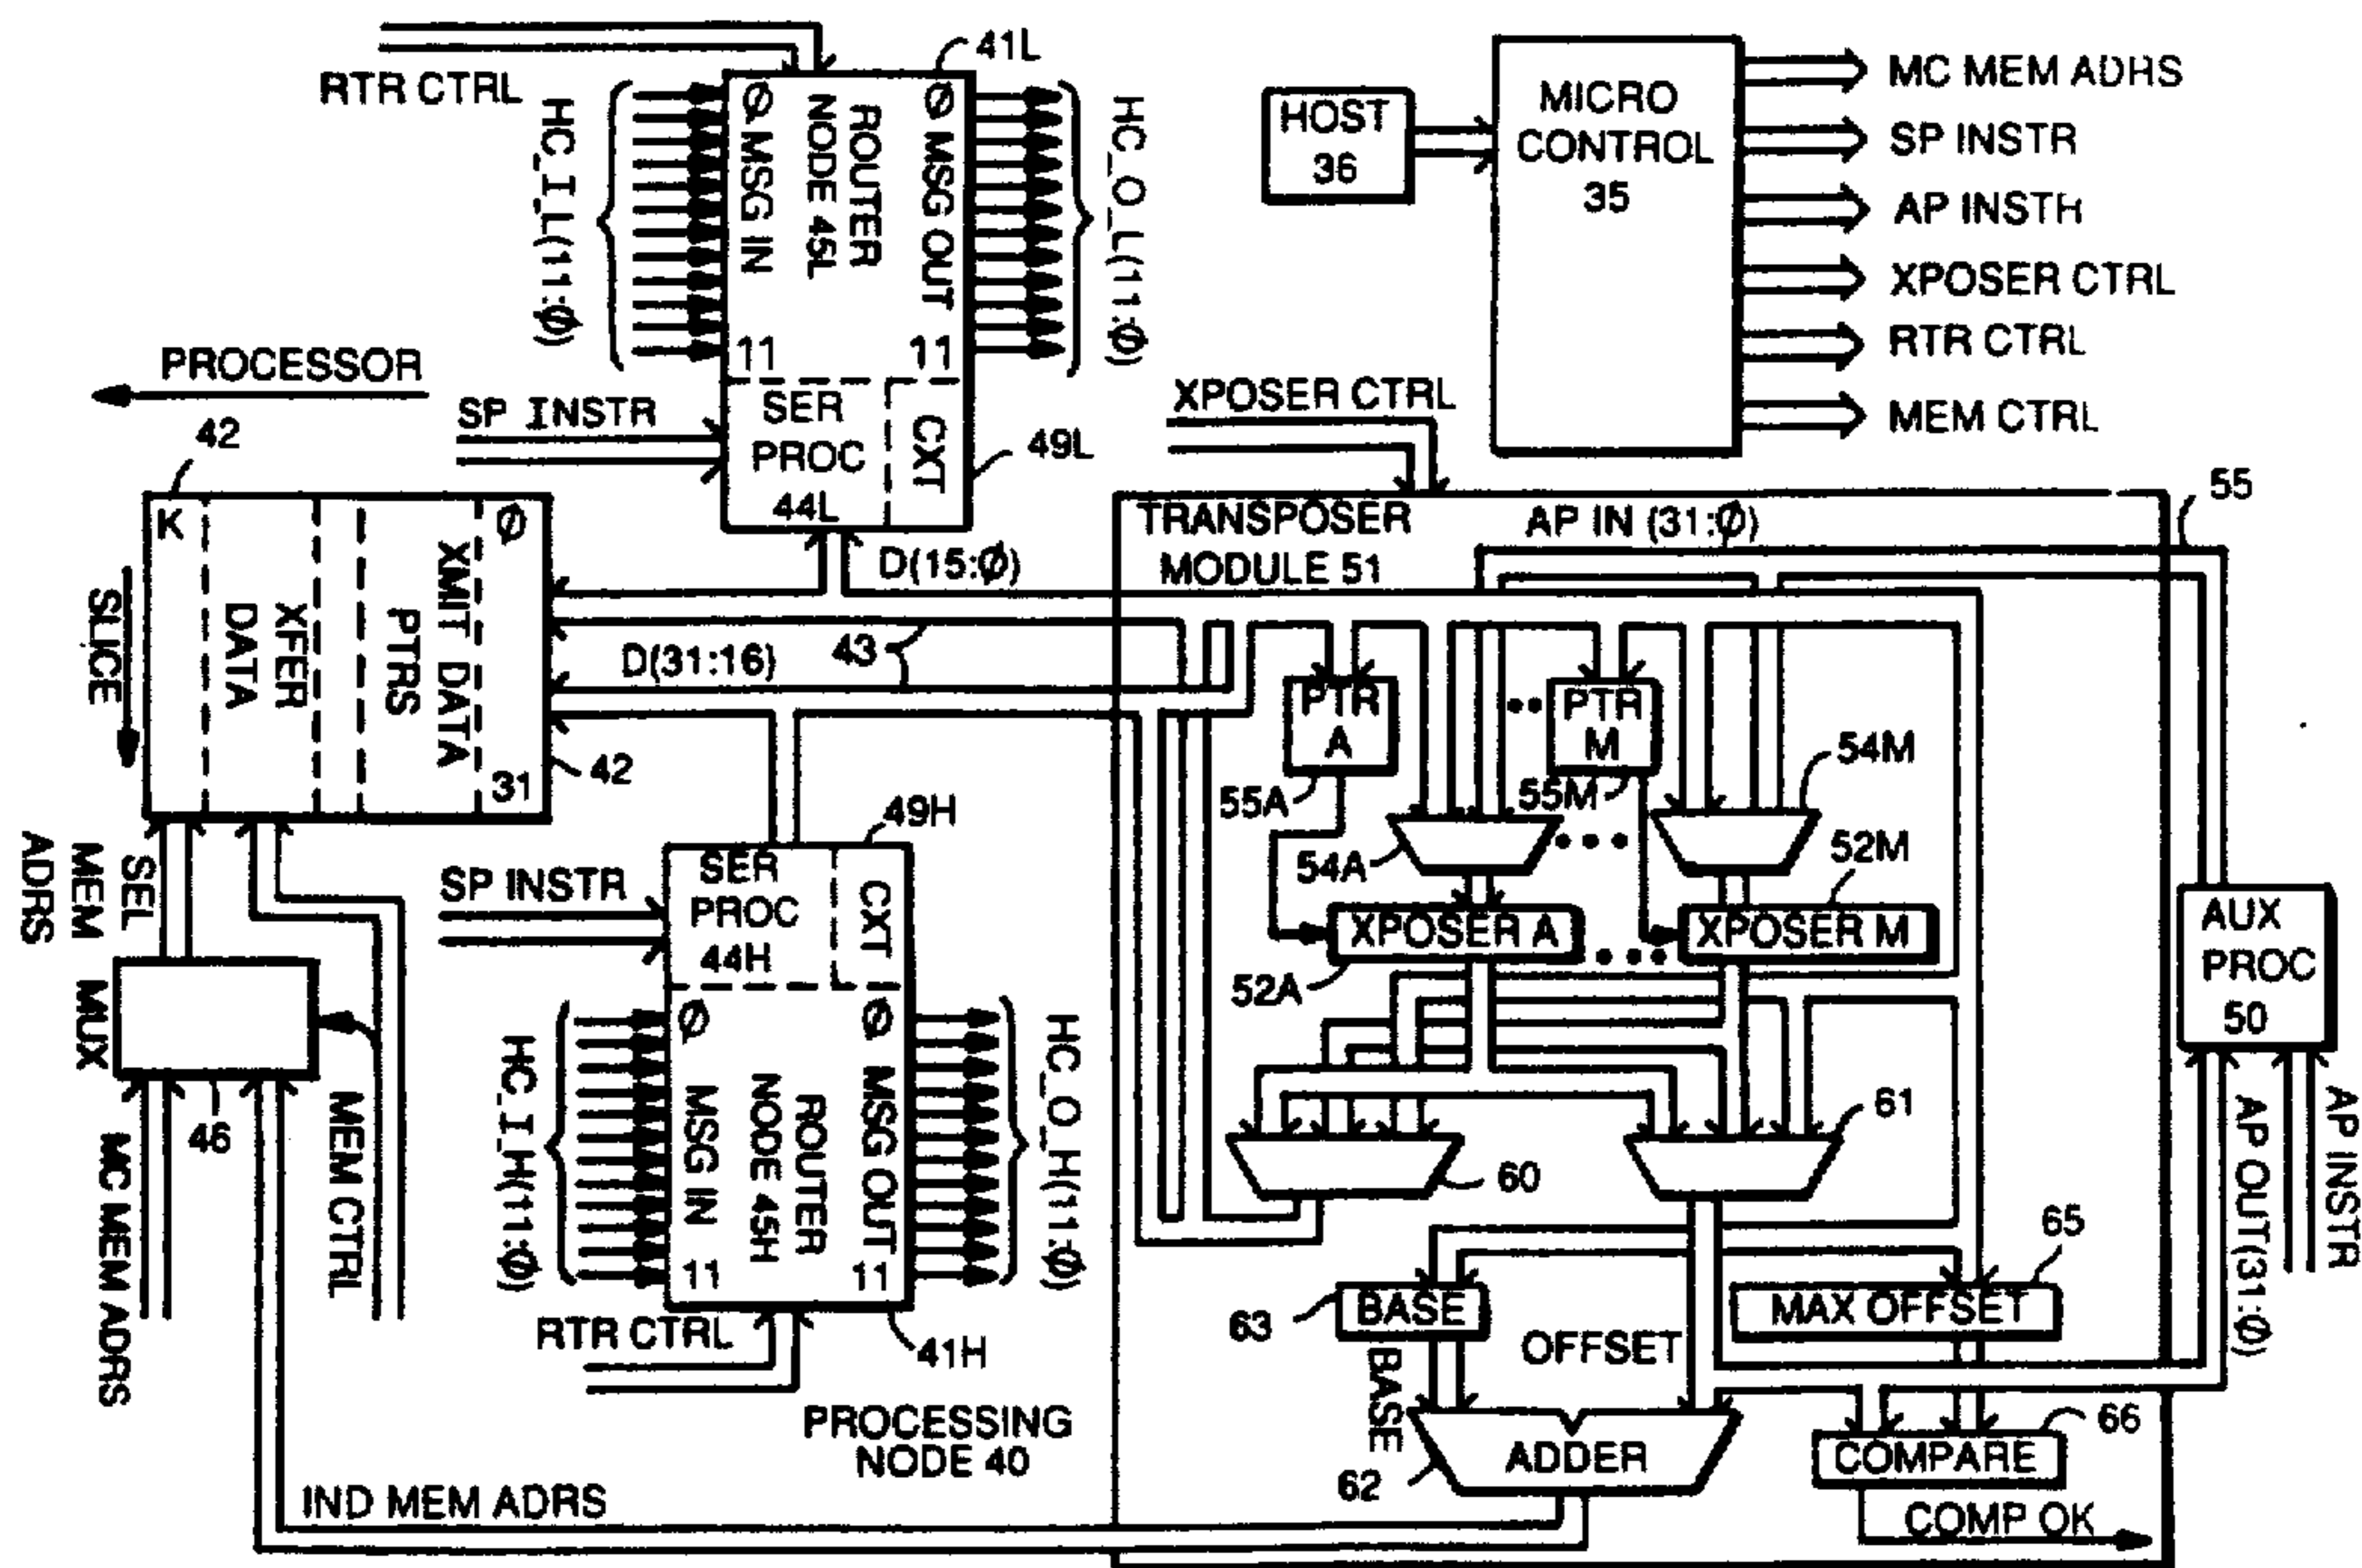 RTR CTRL
HC_I_L(11:Ø)
41L
Ø MSG IN 11
ROUTER
NODE 45L
Ø MSG OUT 11
HC_O_L(11:Ø)
SP INSTR
SER
PROC
44L
CXT
49L
HOST
36
MICRO
CONTROL
35
MC MEM ADRS
SP INSTR
AP INSTR
XPOSER CTRL
RTR CTRL
MEM CTRL
PROCESSOR
42
SLICE
K
XFER
DATA
XMIT DATA
PTRS
Ø
31
42
D(15:Ø)
43
D(31:16)
XPOSER CTRL
TRANSPOSER
MODULE 51
AP IN (31:Ø)
55
PTR
A
55A
PTR
M
55M
54A
54M
XPOSER A
52A
XPOSER M
52M
60
61
63
BASE
BASE
OFFSET
65
MAX OFFSET
ADDER
62
66
COMPARE
COMP OK
AUX
PROC
50
AP OUT(31:Ø)
AP INSTR
SEL
MEM
ADRS
MUX
46
MC MEM ADRS
MEM CTRL
SP INSTR
49H
SER
PROC
44H
CXT
HC_I_H(11:Ø)
Ø MSG IN 11
ROUTER
NODE 45H
Ø MSG OUT 11
HC_O_H(11:Ø)
RTR CTRL
41H
PROCESSING
NODE 40
IND MEM ADRS